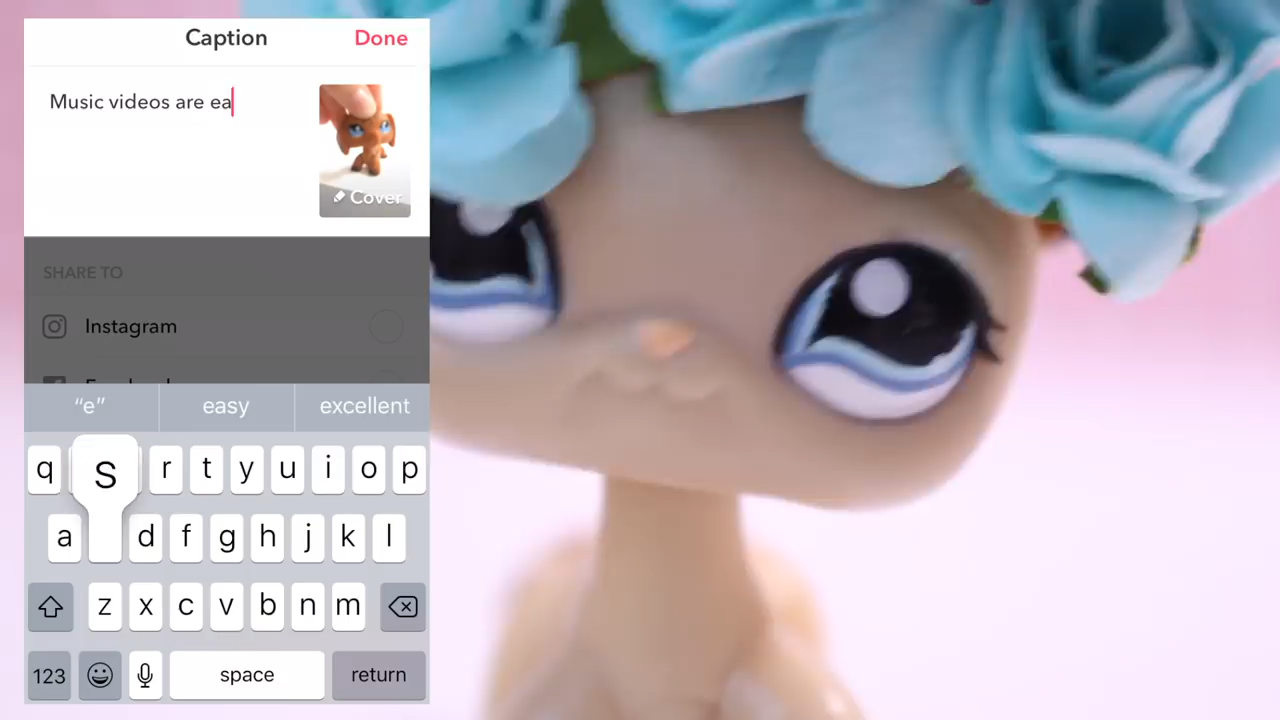 Caption Done
Music videos are ea
Cover
SHARE TO
Instagram
“e” easy excellent
q S r t y u i o p
a d f g h j k l
z x c v b n m
123 space return